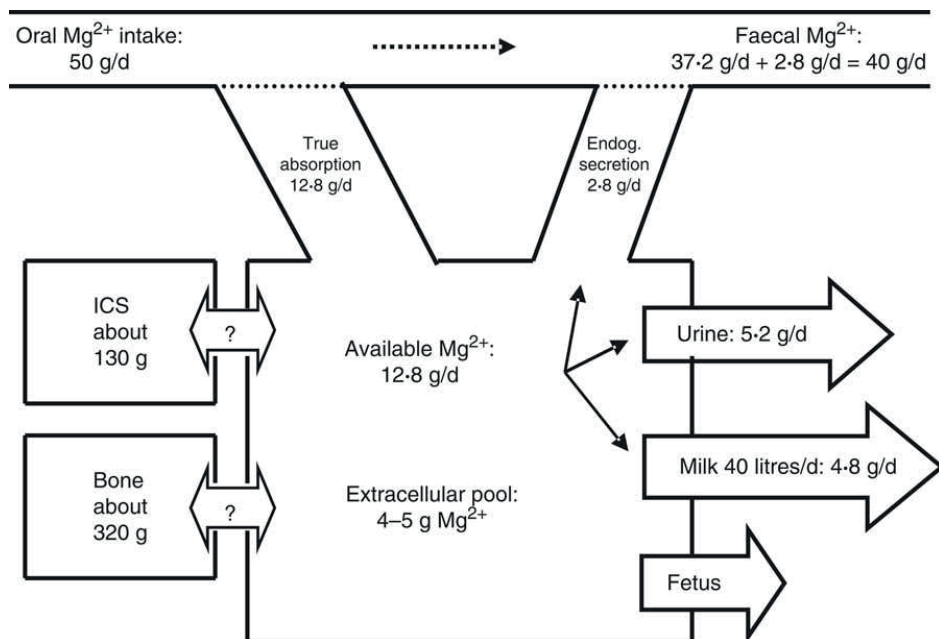 Oral Mg²⁺ intake:
50 g/d
Faecal Mg²⁺:
37·2 g/d + 2·8 g/d = 40 g/d
True
absorption
12·8 g/d
Endog.
secretion
2·8 g/d
ICS
about
130 g
?
Available Mg²⁺:
12·8 g/d
Urine: 5·2 g/d
Bone
about
320 g
?
Extracellular pool:
4–5 g Mg²⁺
Milk 40 litres/d: 4·8 g/d
Fetus